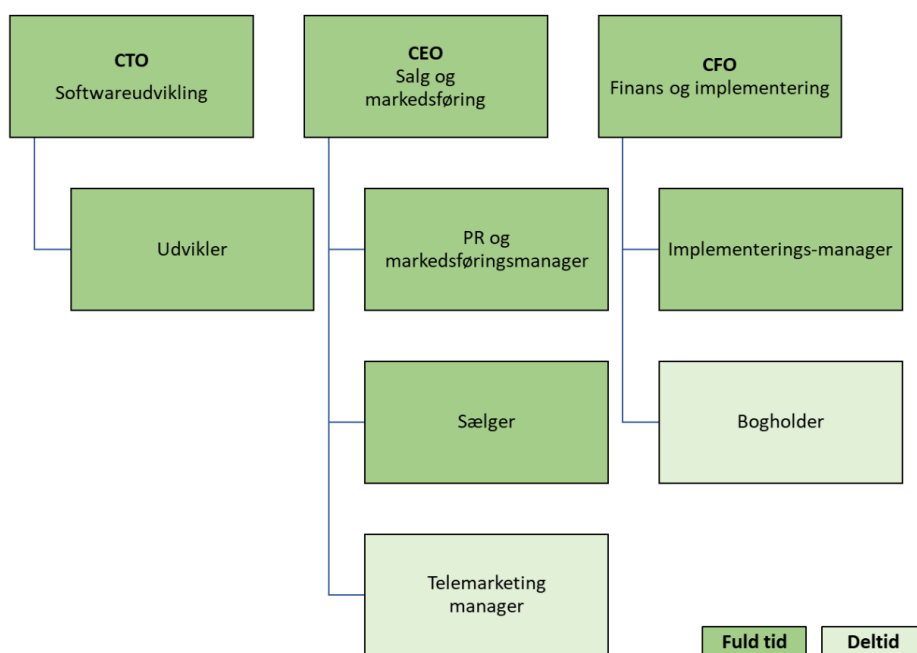 CTO
Softwareudvikling
CEO
Salg og
markedsføring
CFO
Finans og implementering
Udvikler
PR og
markedsføringsmanager
Implementerings-manager
Sælger
Bogholder
Telemarketing
manager
Fuld tid
Deltid